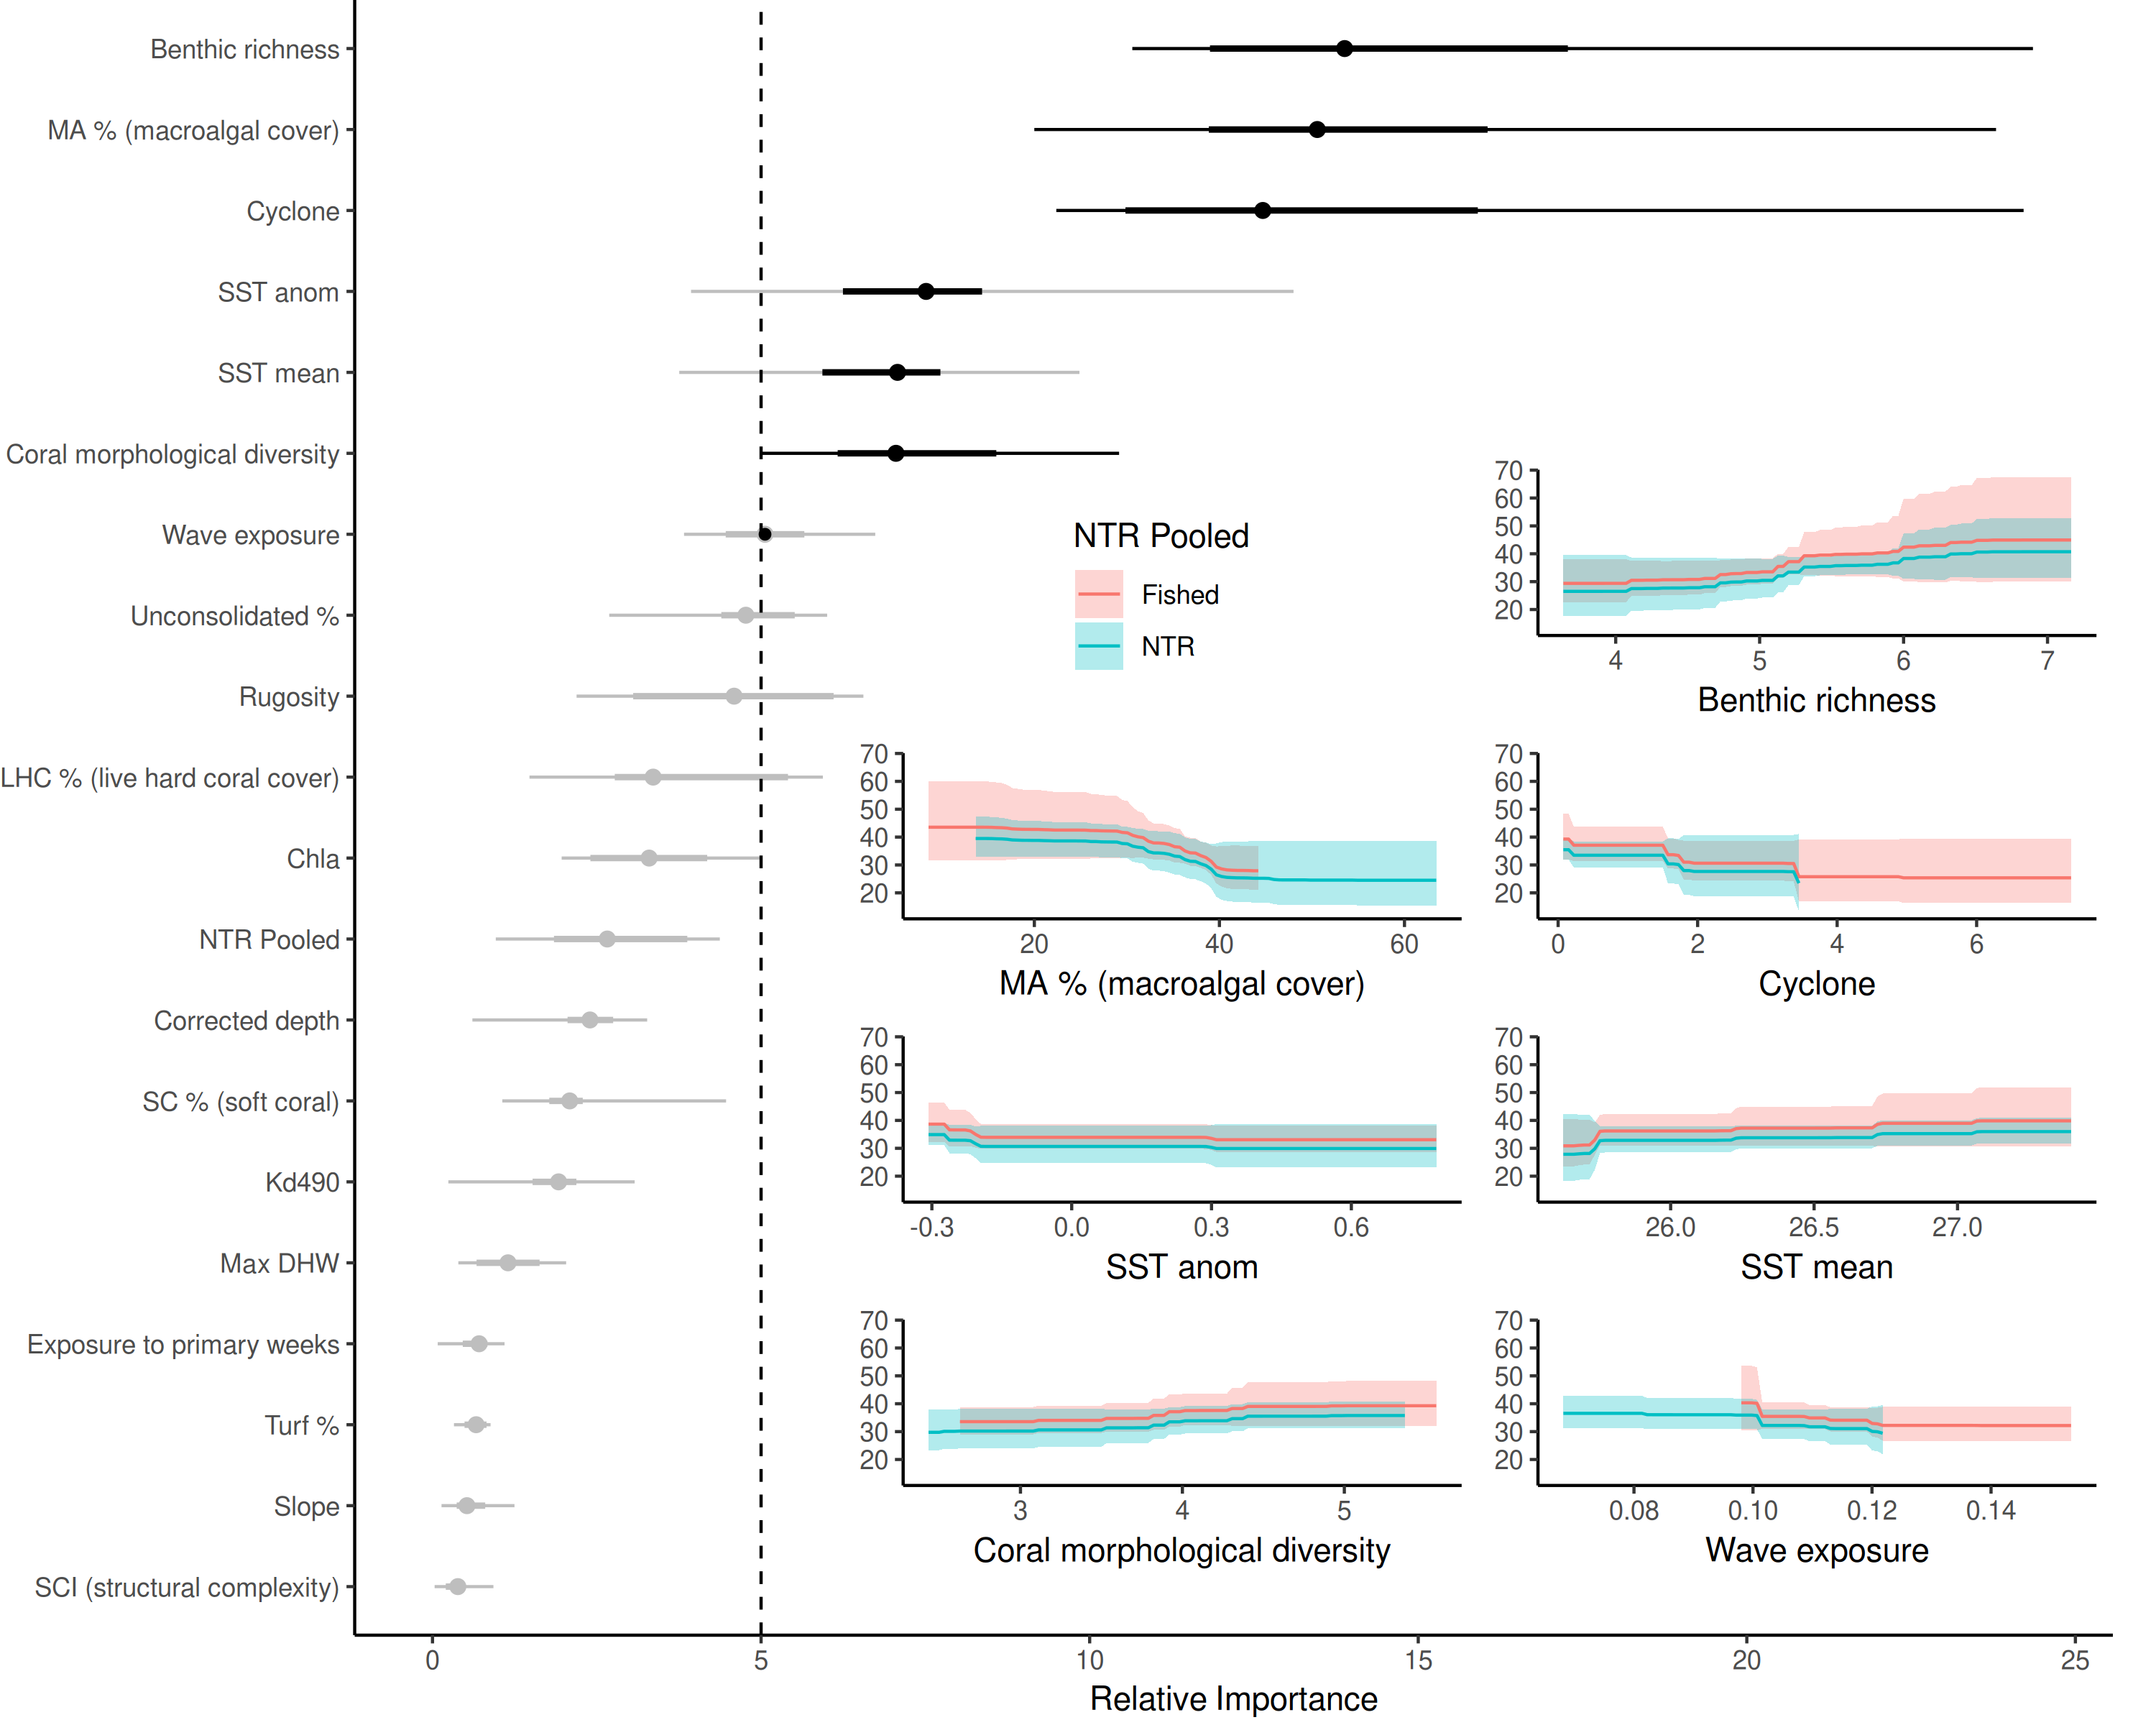 Benthic richness
MA % (macroalgal cover)
Cyclone
SST anom
SST mean
Coral morphological diversity
Wave exposure
Unconsolidated %
Rugosity
LHC % (live hard coral cover)
Chla
NTR Pooled
Corrected depth
SC % (soft coral)
Kd490
Max DHW
Exposure to primary weeks
Turf %
Slope
SCI (structural complexity)
0 5 10 15 20 25
Relative Importance
NTR Pooled
Fished
NTR
70
60
50
40
30
20
4 5 6 7
Benthic richness
70
60
50
40
30
20
20 40 60
MA % (macroalgal cover)
70
60
50
40
30
20
0 2 4 6
Cyclone
70
60
50
40
30
20
-0.3 0.0 0.3 0.6
SST anom
70
60
50
40
30
20
26.0 26.5 27.0
SST mean
70
60
50
40
30
20
3 4 5
Coral morphological diversity
70
60
50
40
30
20
0.08 0.10 0.12 0.14
Wave exposure